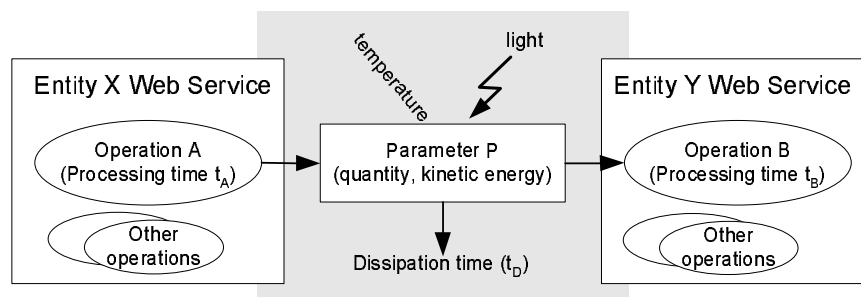 temperature
light
Entity X Web Service
Entity Y Web Service
Operation A
(Processing time tA)
Parameter P
(quantity, kinetic energy)
Operation B
(Processing time tB)
Other
operations
Dissipation time (tD)
Other
operations